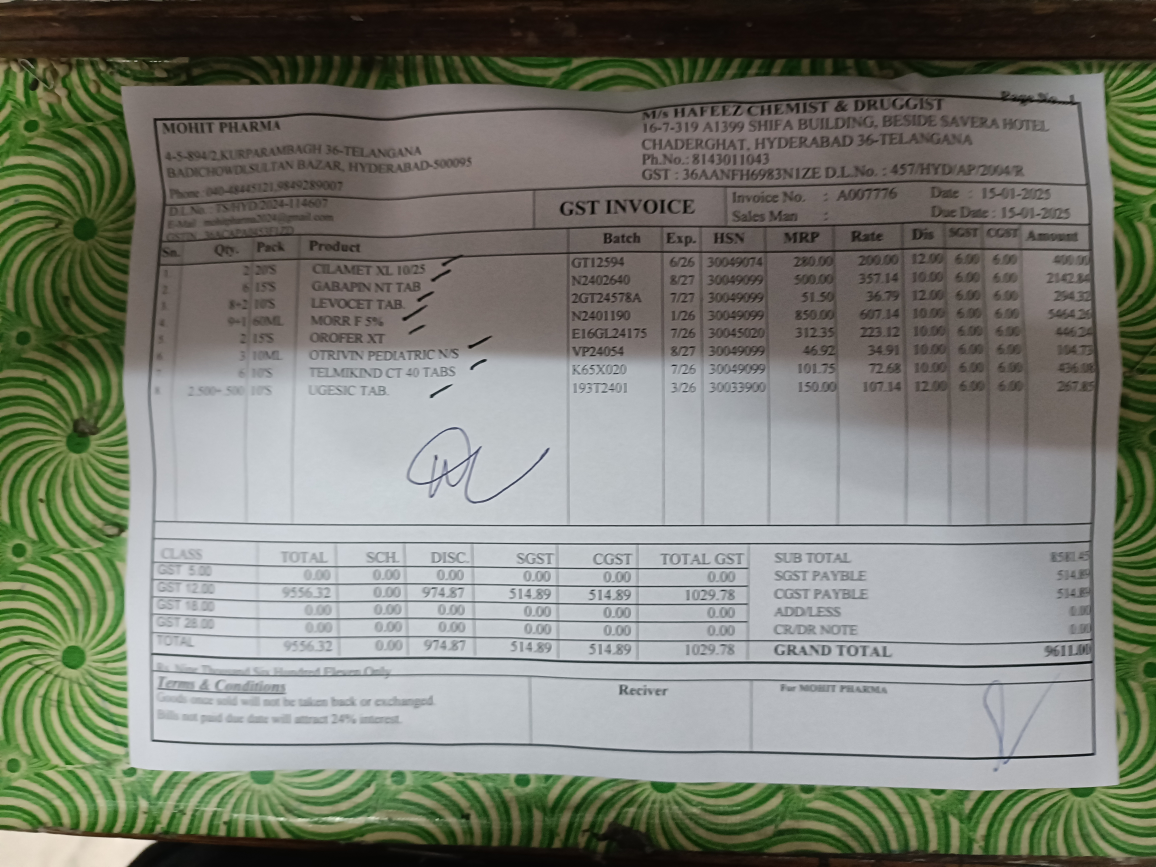 Page No...1
MOHIT PHARMA
4-5-894/2,KURPARAMBAGH 36-TELANGANA
BADICHOWDI,SULTAN BAZAR, HYDERABAD-500095
Phone : 040-48445121,9849289007
D.L.No. : TS/HYD/2024-114607
E-Mail
GSTIN
M/s HAFEEZ CHEMIST & DRUGGIST
16-7-319 A1399 SHIFA BUILDING, BESIDE SAVERA HOTEL
CHADERGHAT, HYDERABAD 36-TELANGANA
Ph.No.: 8143011043
GST : 36AANFH6983N1ZE D.L.No. : 457/HYD/AP/2004/R
GST INVOICE
Invoice No. : A007776 Date : 15-01-2025
Sales Man : Due Date : 15-01-2025
Sn. Qty. Pack Product Batch Exp. HSN MRP Rate Dis SGST CGST Amount
1. 2 20'S CILAMET XL 10/25 GT12594 6/26 30049074 280.00 200.00 12.00 6.00 6.00 400.00
2. 6 15'S GABAPIN NT TAB N2402640 8/27 30049099 500.00 357.14 10.00 6.00 6.00 2142.84
3. 8+2 10'S LEVOCET TAB. 2GT24578A 7/27 30049099 51.50 36.79 12.00 6.00 6.00 294.32
4. 9+1 60ML MORR F 5% N2401190 1/26 30049099 850.00 607.14 10.00 6.00 6.00 5464.26
5. 2 15'S OROFER XT E16GL24175 7/26 30045020 312.35 223.12 10.00 6.00 6.00 446.24
6. 3 10ML OTRIVIN PEDIATRIC N/S VP24054 8/27 30049099 46.92 34.91 10.00 6.00 6.00 104.73
7 6 10'S TELMIKIND CT 40 TABS K65X020 7/26 30049099 101.75 72.68 10.00 6.00 6.00 436.08
8 2.500+.500 10'S UGESIC TAB. 193T2401 3/26 30033900 150.00 107.14 12.00 6.00 6.00 267.85
CLASS TOTAL SCH. DISC. SGST CGST TOTAL GST
GST 5.00 0.00 0.00 0.00 0.00 0.00 0.00
GST 12.00 9556.32 0.00 974.87 514.89 514.89 1029.78
GST 18.00 0.00 0.00 0.00 0.00 0.00 0.00
GST 28.00 0.00 0.00 0.00 0.00 0.00 0.00
TOTAL 9556.32 0.00 974.87 514.89 514.89 1029.78
SUB TOTAL 8581.45
SGST PAYBLE 514.89
CGST PAYBLE 514.89
ADD/LESS 0.00
CR/DR NOTE 0.00
GRAND TOTAL 9611.00
Rs. Nine Thousand Six Hundred Eleven Only
Terms & Conditions
Goods once sold will not be taken back or exchanged.
Bills not paid due date will attract 24% interest.
Reciver
For MOHIT PHARMA